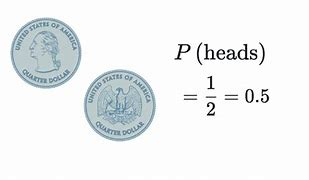 UNITED STATES OF AMERICA
QUARTER DOLLAR
UNITED STATES OF AMERICA
QUARTER DOLLAR
P (heads)
= 1/2 = 0.5